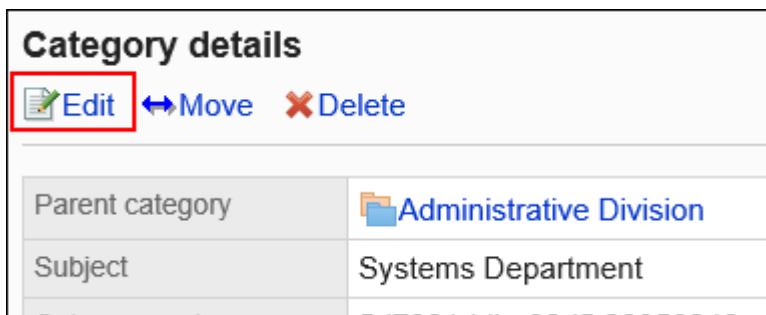 Category details
Edit Move Delete
Parent category Administrative Division
Subject Systems Department